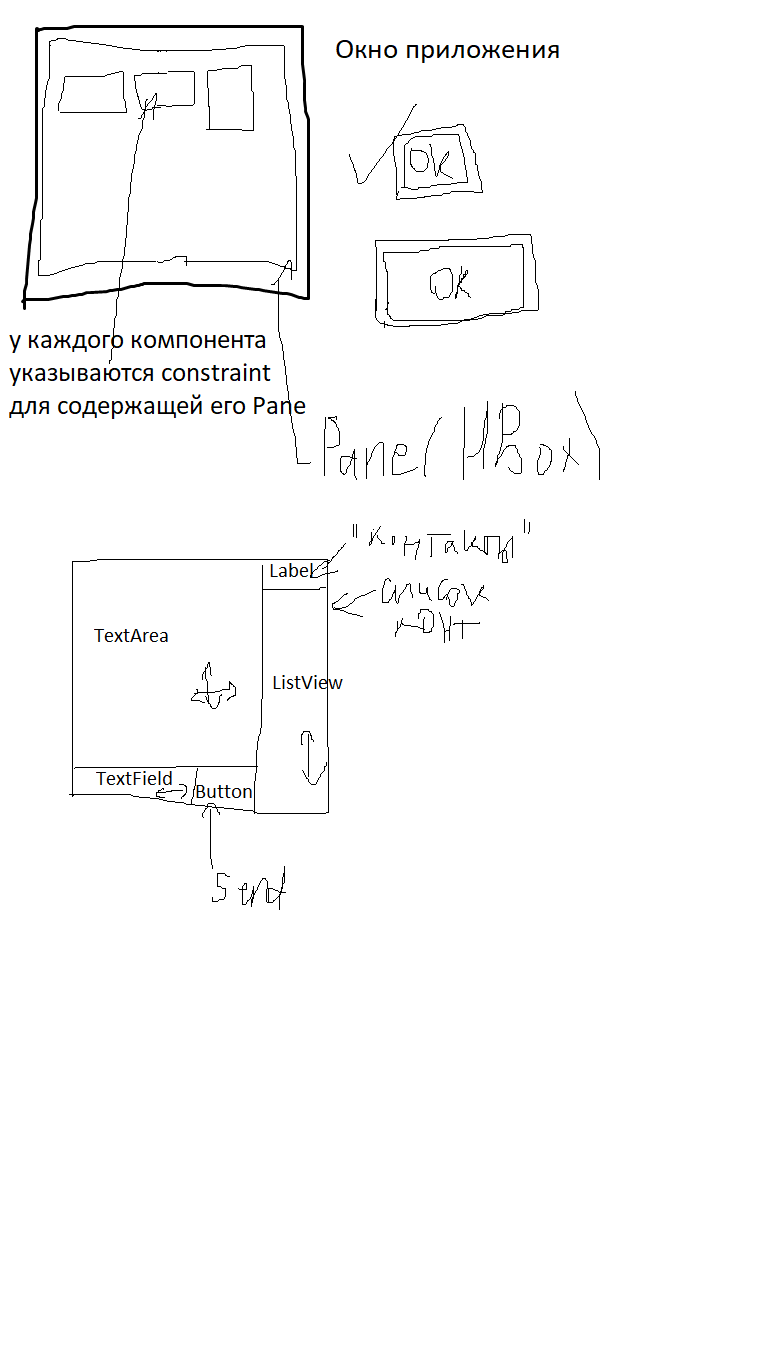 Окно приложения
OK
OK
у каждого компонента
указываются constraint
для содержащей его Pane
Pane(HBox)
"контакты"
Label
список
конт
TextArea
ListView
TextField
Button
Send